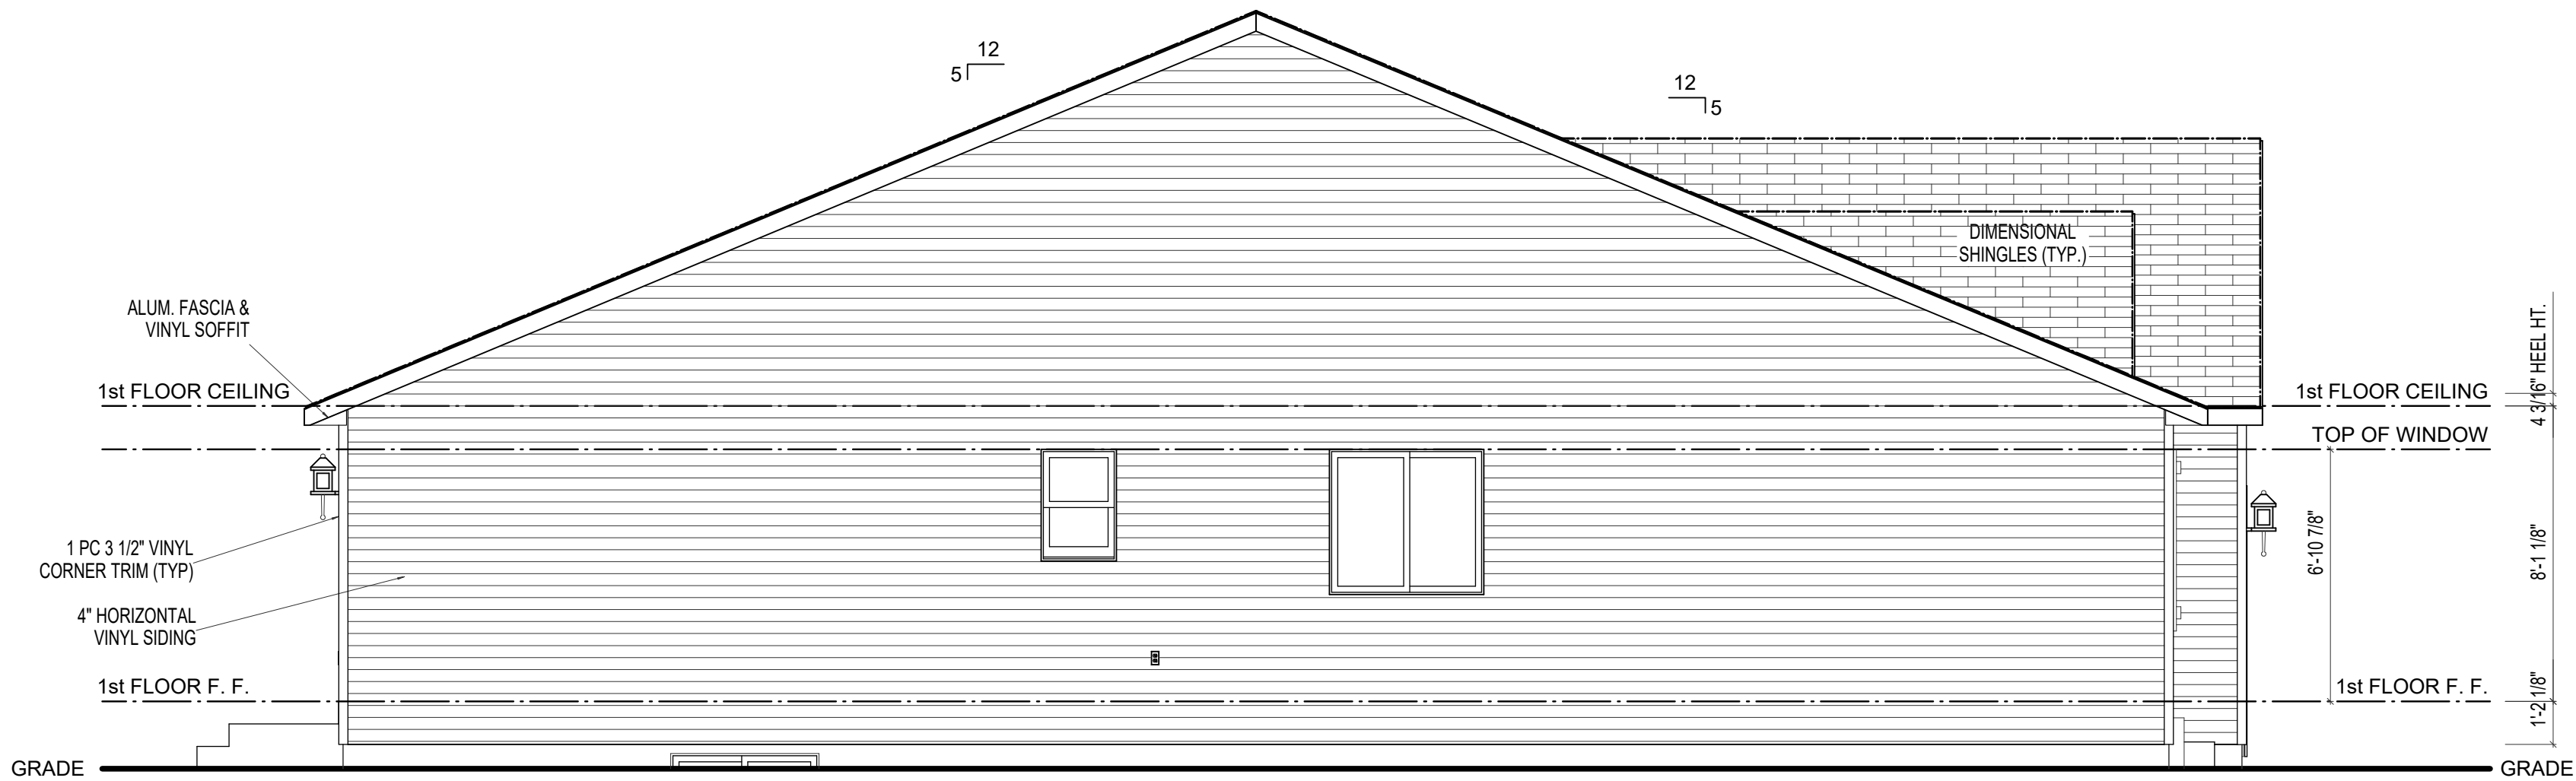 12
5
12
5
DIMENSIONAL
SHINGLES (TYP.)
ALUM. FASCIA &
VINYL SOFFIT
4 3/16" HEEL HT.
1st FLOOR CEILING
1st FLOOR CEILING
TOP OF WINDOW
1 PC 3 1/2" VINYL
CORNER TRIM (TYP)
6'-10 7/8"
8'-1 1/8"
4" HORIZONTAL
VINYL SIDING
1st FLOOR F. F.
1st FLOOR F. F.
1'-2 1/8"
GRADE
GRADE